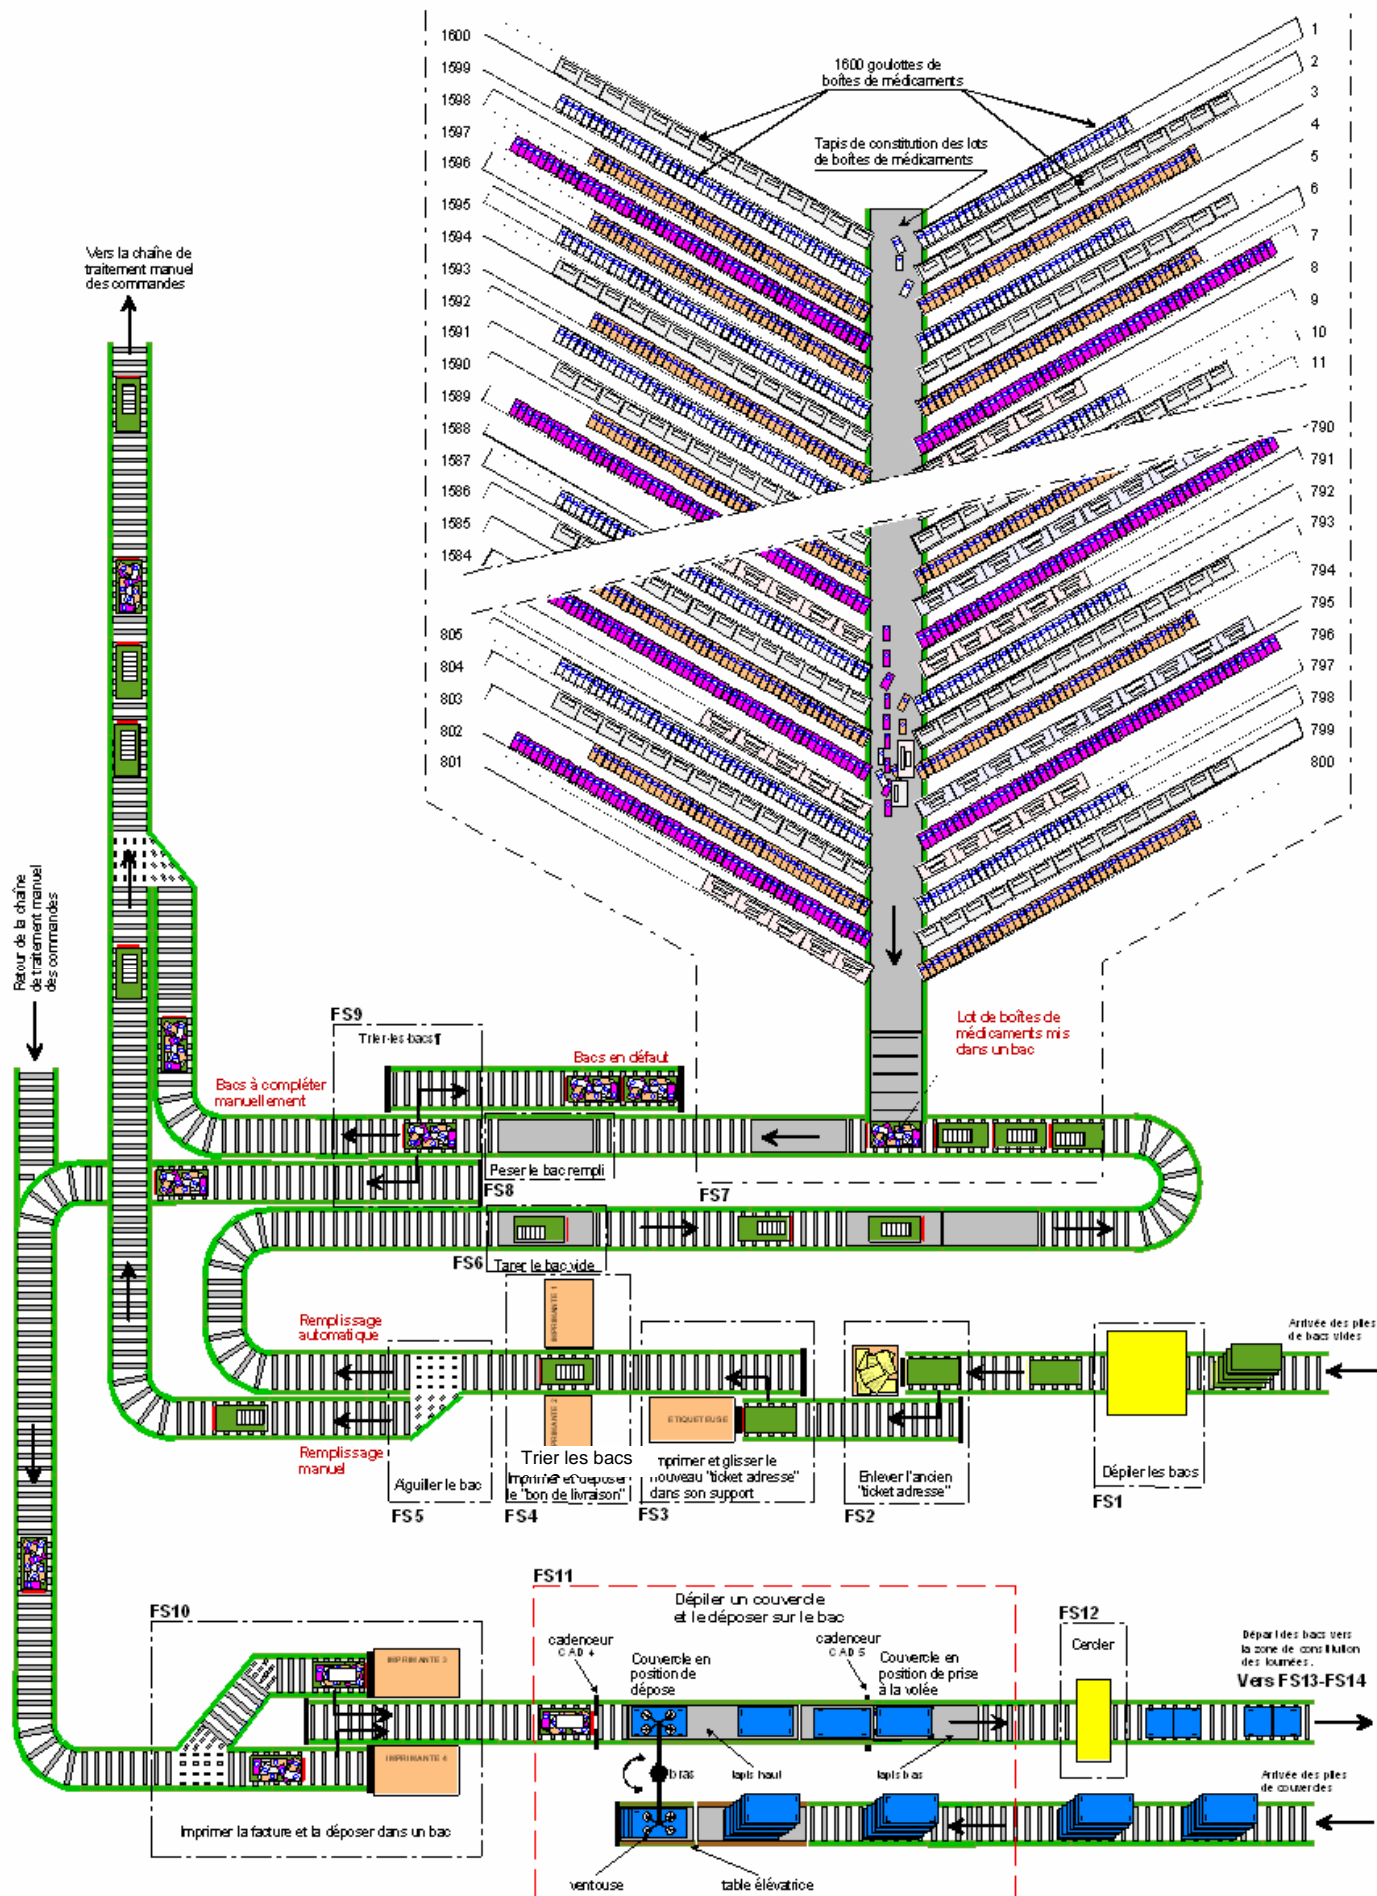 1600
1599
1598
1597
1596
1595
1594
1593
1592
1591
1590
1589
1588
1587
1586
1585
1584
805
804
803
802
801
1
2
3
4
5
6
7
8
9
10
11
790
791
792
793
794
795
796
797
798
799
800
1600 goulottes de
boîtes de médicaments
Tapis de constitution des lots
de boîtes de médicaments
Vers la chaîne de
traitement manuel
des commandes
Retour de la chaîne
de traitement manuel
des commandes
Lot de boîtes de
médicaments mis
dans un bac
FS9
Trier-les-bacs¶
Bacs en défaut
Bacs à compléter
manuellement
Peser le bac rempli
FS8
FS7
FS6
Tarer le bac vide
Remplissage
automatique
IMPRIMANTE 1
IMPRIMANTE 2
ETIQUETEUSE
Arrivée des piles
de bacs vides
Remplissage
manuel
Aiguiller le bac
FS5
Trier les bacs
Imprimer et déposer
le "bon de livraison"
FS4
mprimer et glisser le
nouveau "ticket adresse"
dans son support
FS3
Enlever l'ancien
"ticket adresse"
FS2
Dépiler les bacs
FS1
FS11
Dépiler un couvercle
et le déposer sur le bac
FS10
IMPRIMANTE 3
IMPRIMANTE 4
Imprimer la facture et la déposer dans un bac
cadenceur
CAD 4
Couvercle en
position de
dépose
cadenceur
CAD 5
Couvercle en
position de prise
à la volée
FS12
Cercler
Départ des bacs vers
la zone de constitution
des tournées.
Vers FS13-FS14
bras
tapis haut
tapis bas
Arrivée des piles
de couvercles
ventouse
table élévatrice